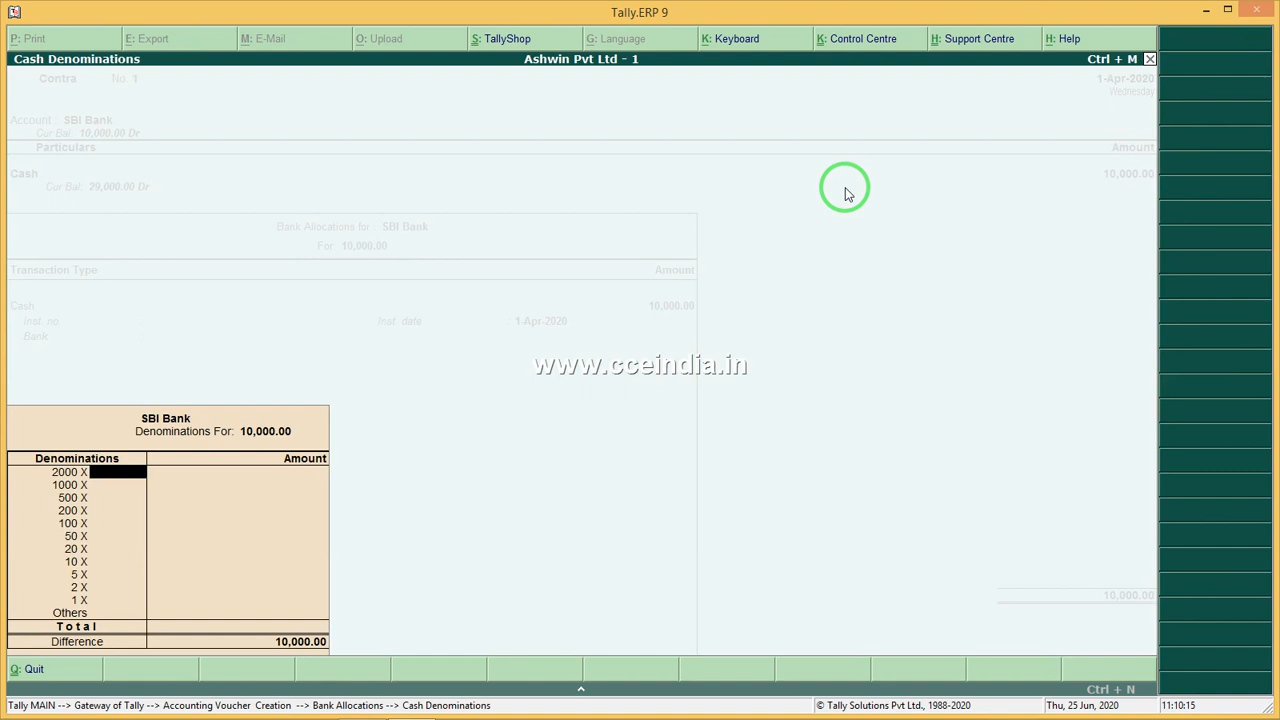 Tally.ERP 9
P: Print E: Export M: E-Mail O: Upload S: TallyShop G: Language K: Keyboard K: Control Centre H: Support Centre H: Help
Cash Denominations Ashwin Pvt Ltd - 1 Ctrl + M
Contra No. 1 1-Apr-2020
Wednesday
Account SBI Bank
Cur Bal: 10,000.00 Dr
Particulars Amount
Cash 10,000.00
Cur Bal: 29,000.00 Dr
Bank Allocations for : SBI Bank
For: 10,000.00
Transaction Type Amount
Cash 10,000.00
Inst. no. Inst. date 1-Apr-2020
Bank
www.cceindia.in
SBI Bank
Denominations For: 10,000.00
Denominations Amount
2000 X
1000 X
500 X
200 X
100 X
50 X
20 X
10 X
5 X
2 X
1 X
Others
10,000.00
Total
Difference 10,000.00
Q: Quit
Ctrl + N
Tally MAIN --> Gateway of Tally --> Accounting Voucher Creation --> Bank Allocations --> Cash Denominations © Tally Solutions Pvt Ltd., 1988-2020 Thu, 25 Jun, 2020 11:10:15